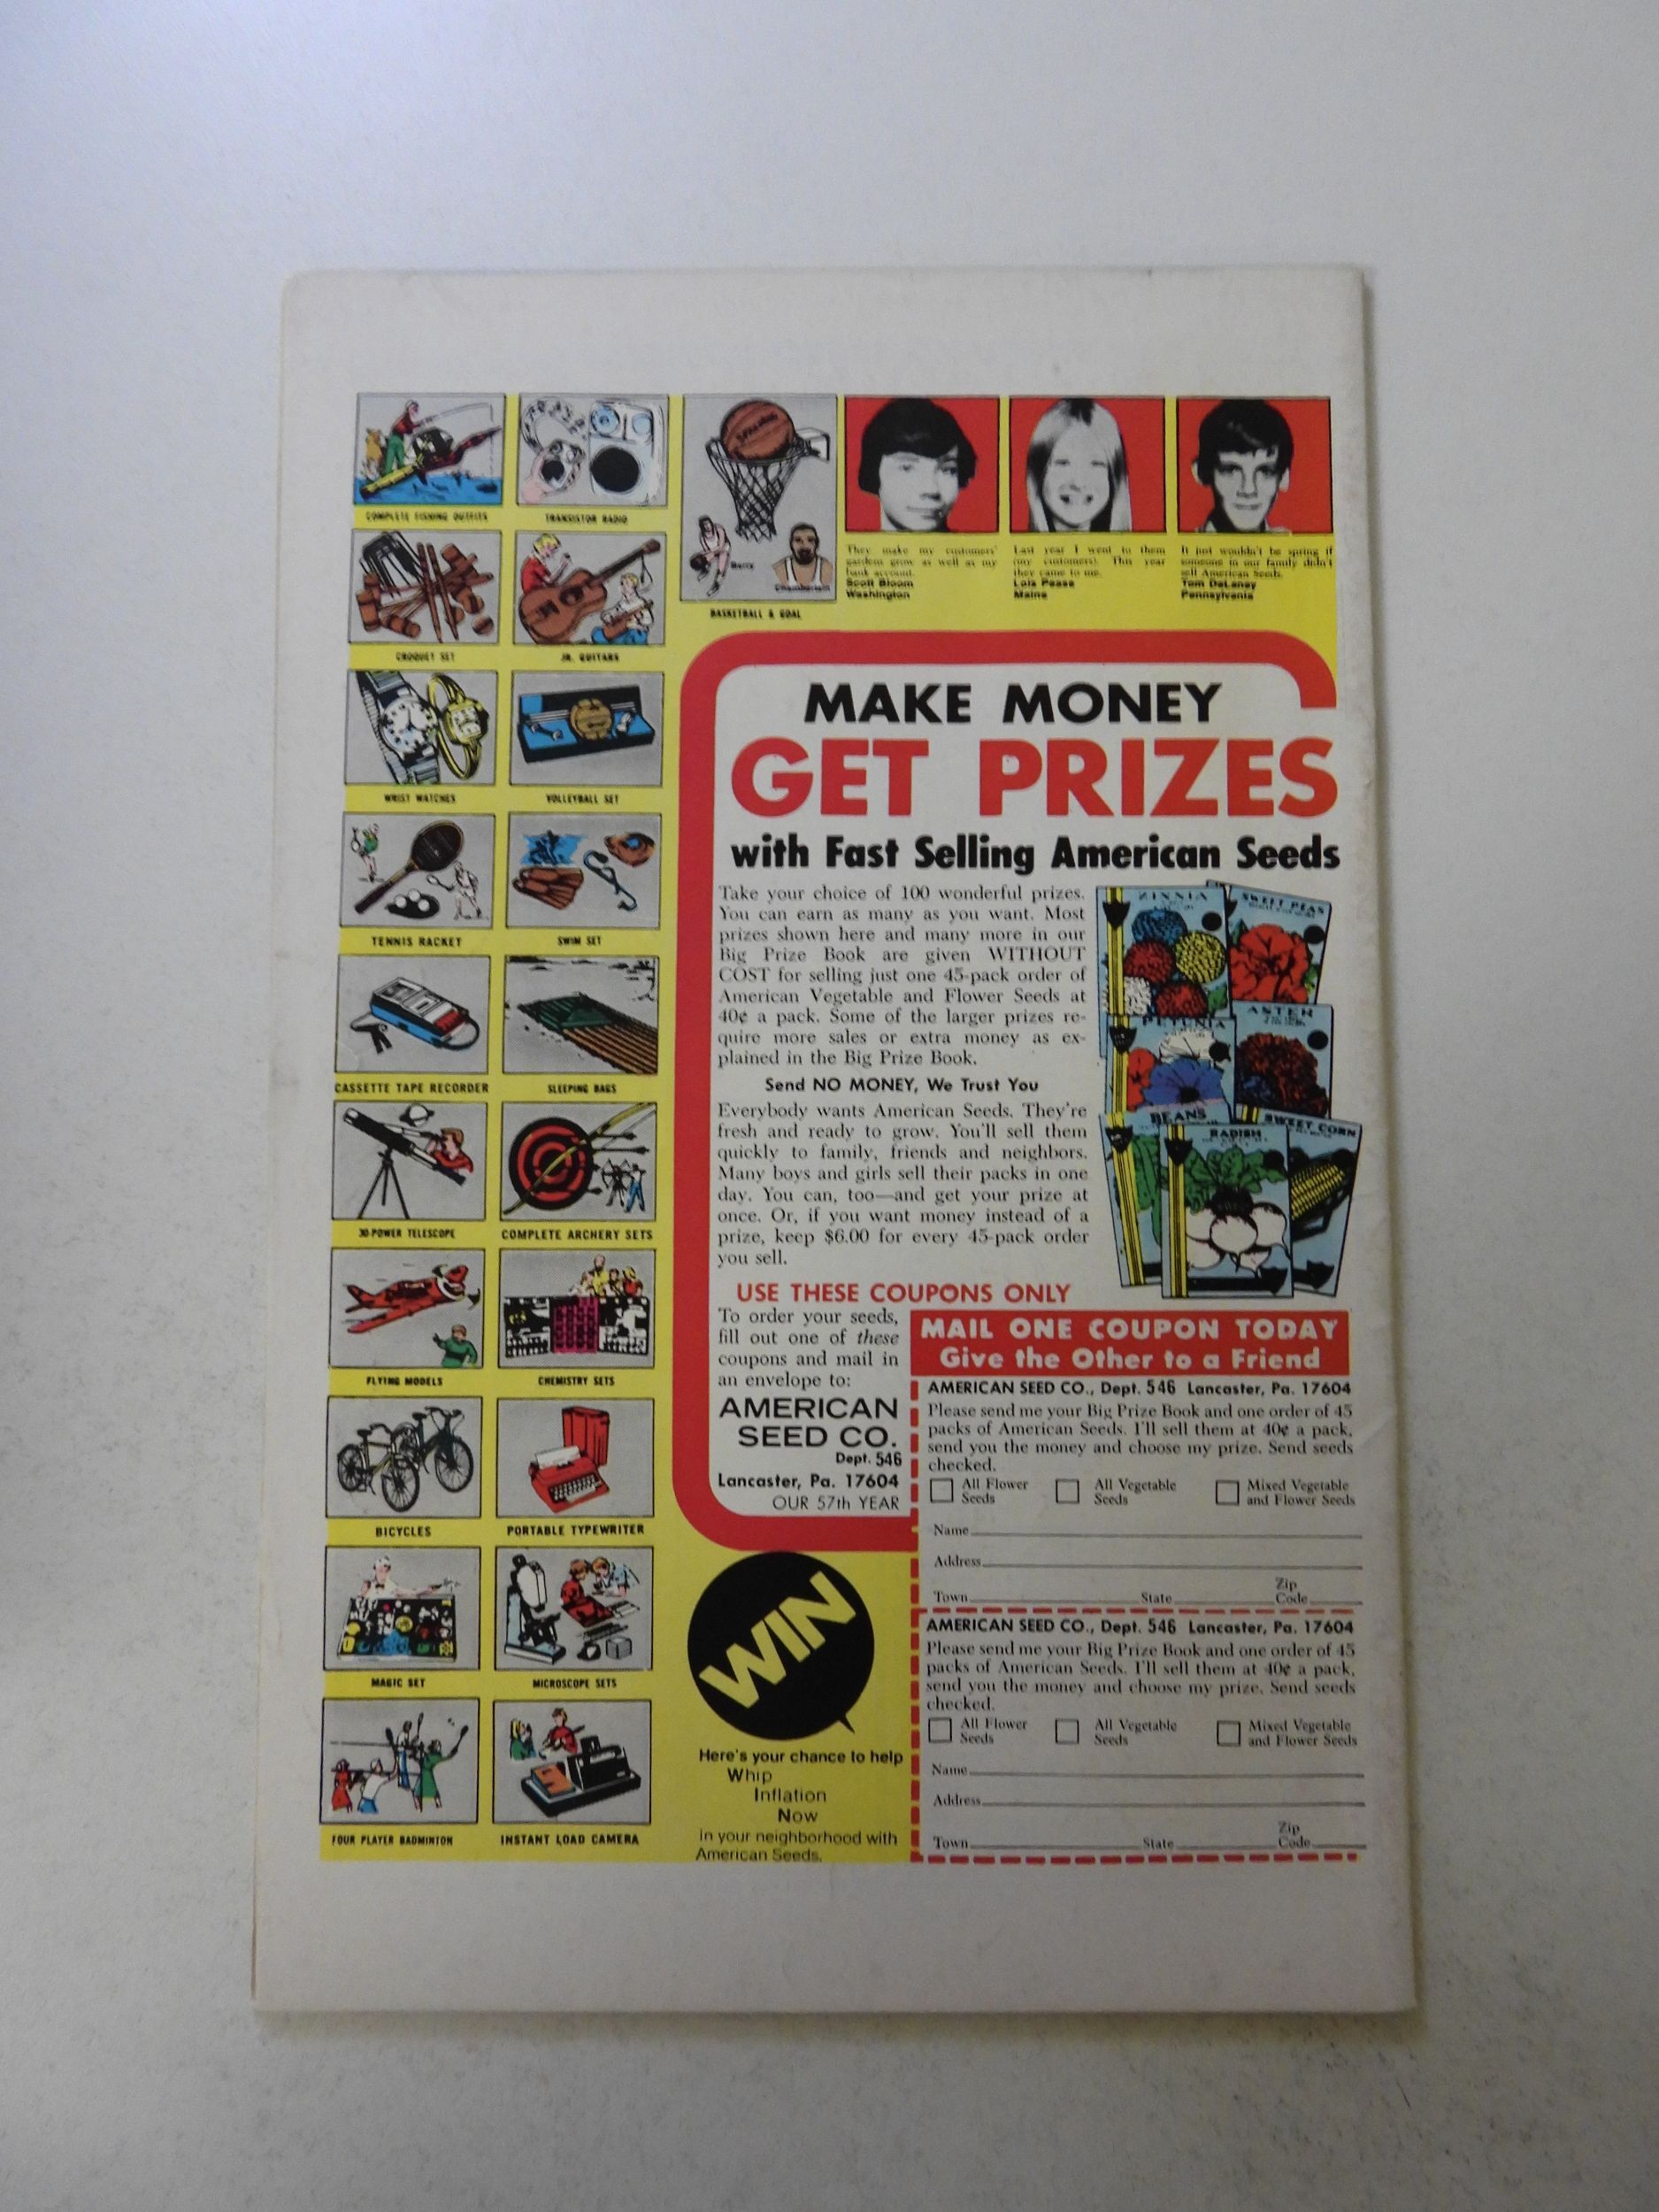 COMPLETE FISHING OUTFITS
TRANSISTOR RADIO
CROQUET SET
JR. GUITARS
WRIST WATCHES
VOLLEYBALL SET
TENNIS RACKET
SWIM SET
CASSETTE TAPE RECORDER
SLEEPING BAGS
30-POWER TELESCOPE
COMPLETE ARCHERY SETS
FLYING MODELS
CHEMISTRY SETS
BICYCLES
PORTABLE TYPEWRITER
MAGIC SET
MICROSCOPE SETS
FOUR PLAYER BADMINTON
INSTANT LOAD CAMERA
Spalding
Barry
Chamberlain
BASKETBALL & GOAL
They make my customers'
gardens grow as well as my
bank account.
Scott Bloom
Washington
Last year I went to them
(my customers). This year
they came to me.
Lois Pease
Maine
It just wouldn't be spring if
someone in our family didn't
sell American Seeds.
Tom DeLaney
Pennsylvania
MAKE MONEY
GET PRIZES
with Fast Selling American Seeds
Take your choice of 100 wonderful prizes.
You can earn as many as you want. Most
prizes shown here and many more in our
Big Prize Book are given WITHOUT
COST for selling just one 45-pack order of
American Vegetable and Flower Seeds at
40¢ a pack. Some of the larger prizes re-
quire more sales or extra money as ex-
plained in the Big Prize Book.
Send NO MONEY, We Trust You
Everybody wants American Seeds. They're
fresh and ready to grow. You'll sell them
quickly to family, friends and neighbors.
Many boys and girls sell their packs in one
day. You can, too—and get your prize at
once. Or, if you want money instead of a
prize, keep $6.00 for every 45-pack order
you sell.
ZINNIA
SWEET PEAS
PETUNIA
ASTER
BEANS
RADISH
SWEET CORN
USE THESE COUPONS ONLY
To order your seeds,
fill out one of these
coupons and mail in
an envelope to:
AMERICAN
SEED CO.
Dept. 546
Lancaster, Pa. 17604
OUR 57th YEAR
MAIL ONE COUPON TODAY
Give the Other to a Friend
AMERICAN SEED CO., Dept. 546 Lancaster, Pa. 17604
Please send me your Big Prize Book and one order of 45
packs of American Seeds. I'll sell them at 40¢ a pack,
send you the money and choose my prize. Send seeds
checked.
All Flower Seeds
All Vegetable Seeds
Mixed Vegetable and Flower Seeds
Name
Address
Town State Zip Code
AMERICAN SEED CO., Dept. 546 Lancaster, Pa. 17604
Please send me your Big Prize Book and one order of 45
packs of American Seeds. I'll sell them at 40¢ a pack,
send you the money and choose my prize. Send seeds
checked.
All Flower Seeds
All Vegetable Seeds
Mixed Vegetable and Flower Seeds
Name
Address
Town State Zip Code
WIN
Here's your chance to help
Whip
Inflation
Now
in your neighborhood with
American Seeds.